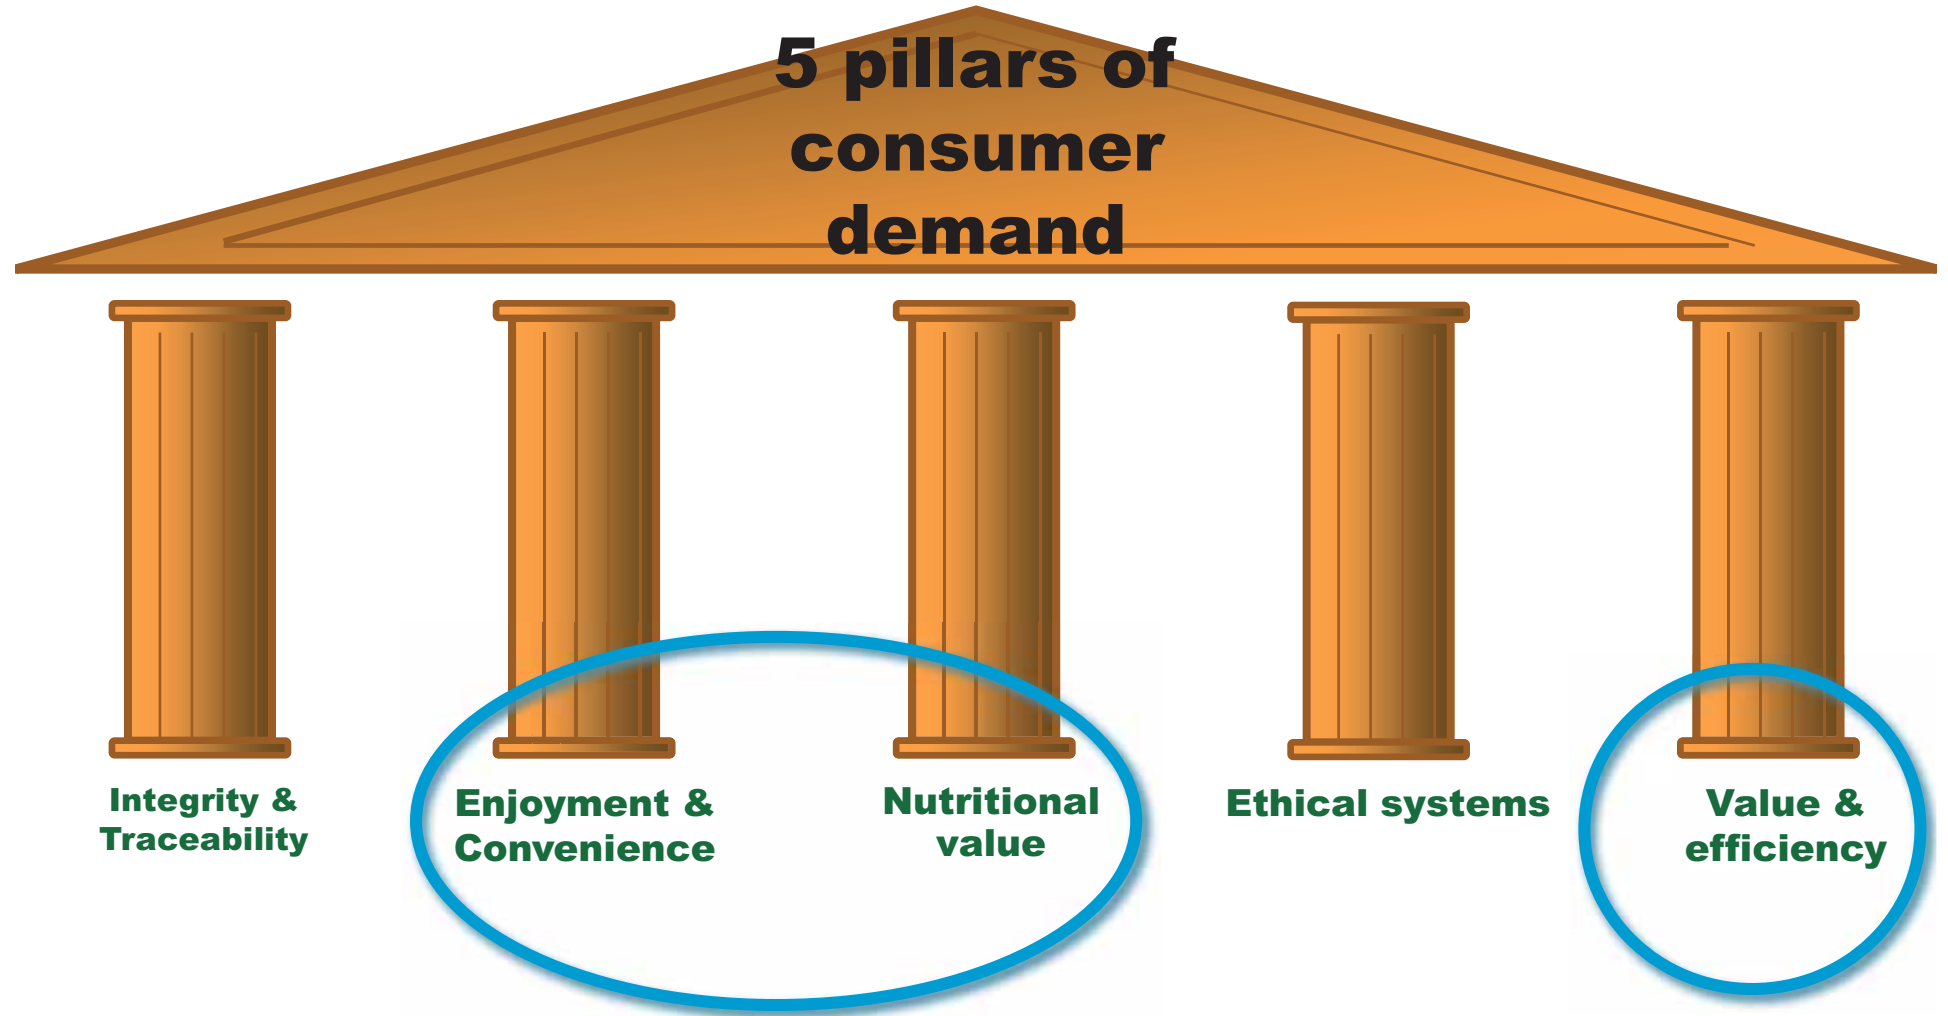 5 pillars of
consumer
demand
Integrity &
Traceability
Enjoyment &
Convenience
Nutritional
value
Ethical systems
Value &
efficiency